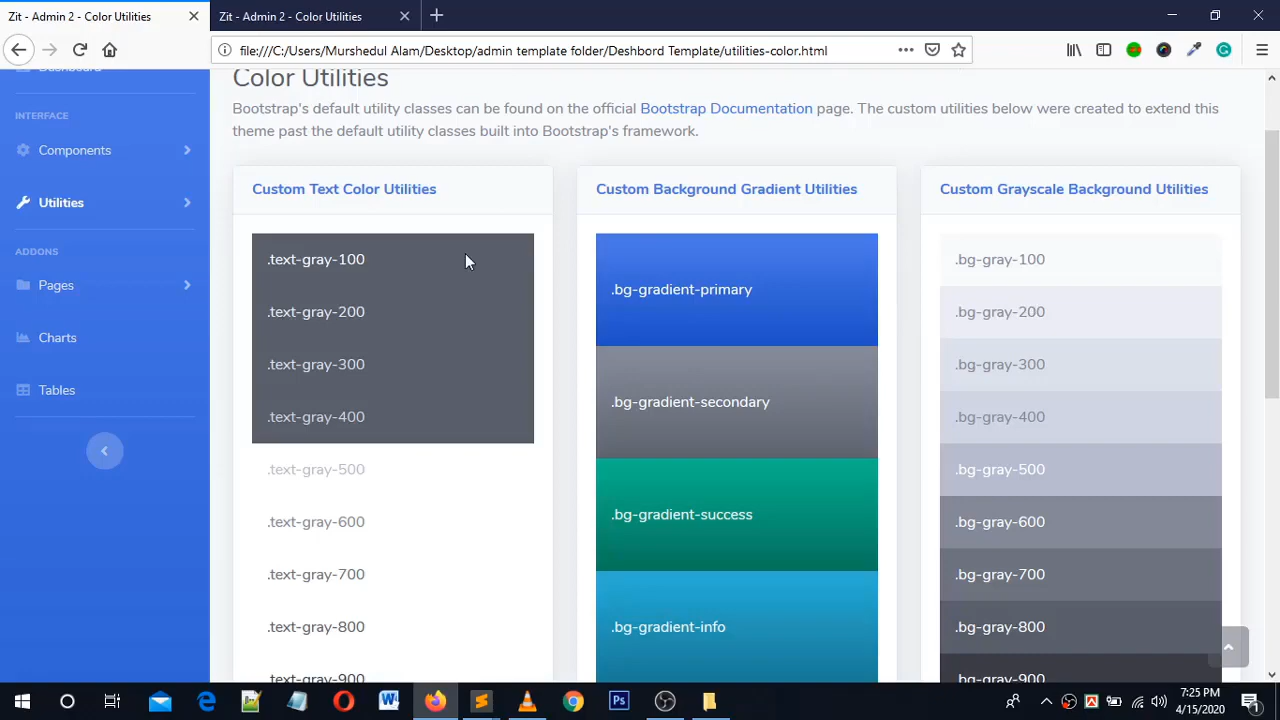 Zit - Admin 2 - Color Utilities
Zit - Admin 2 - Color Utilities
file:///C:/Users/Murshedul Alam/Desktop/admin template folder/Deshbord Template/utilities-color.html
Dashboard
INTERFACE
Components
Utilities
ADDONS
Pages
Charts
Tables
Color Utilities
Bootstrap's default utility classes can be found on the official Bootstrap Documentation page. The custom utilities below were created to extend this
theme past the default utility classes built into Bootstrap's framework.
Custom Text Color Utilities
.text-gray-100
.text-gray-200
.text-gray-300
.text-gray-400
.text-gray-500
.text-gray-600
.text-gray-700
.text-gray-800
.text-gray-900
Custom Background Gradient Utilities
.bg-gradient-primary
.bg-gradient-secondary
.bg-gradient-success
.bg-gradient-info
Custom Grayscale Background Utilities
.bg-gray-100
.bg-gray-200
.bg-gray-300
.bg-gray-400
.bg-gray-500
.bg-gray-600
.bg-gray-700
.bg-gray-800
.bg-gray-900
7:25 PM
4/15/2020